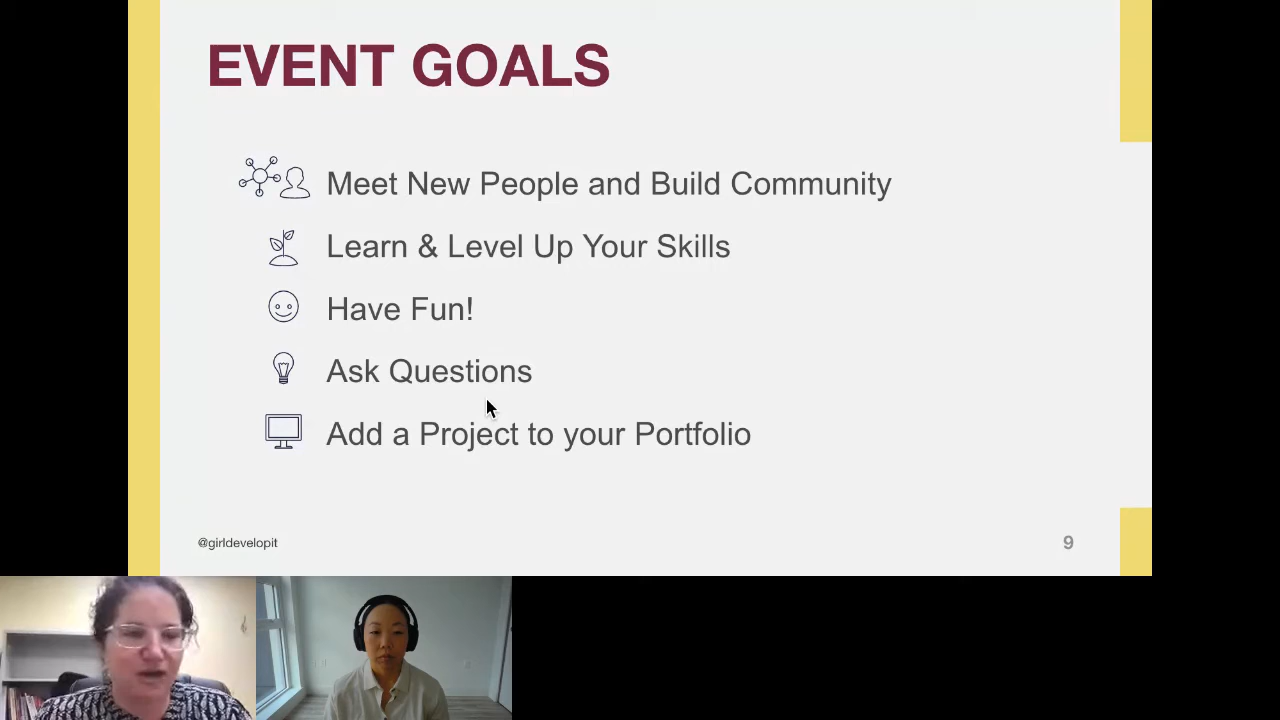 EVENT GOALS
Meet New People and Build Community
Learn & Level Up Your Skills
Have Fun!
Ask Questions
Add a Project to your Portfolio
@girldevelopit
9